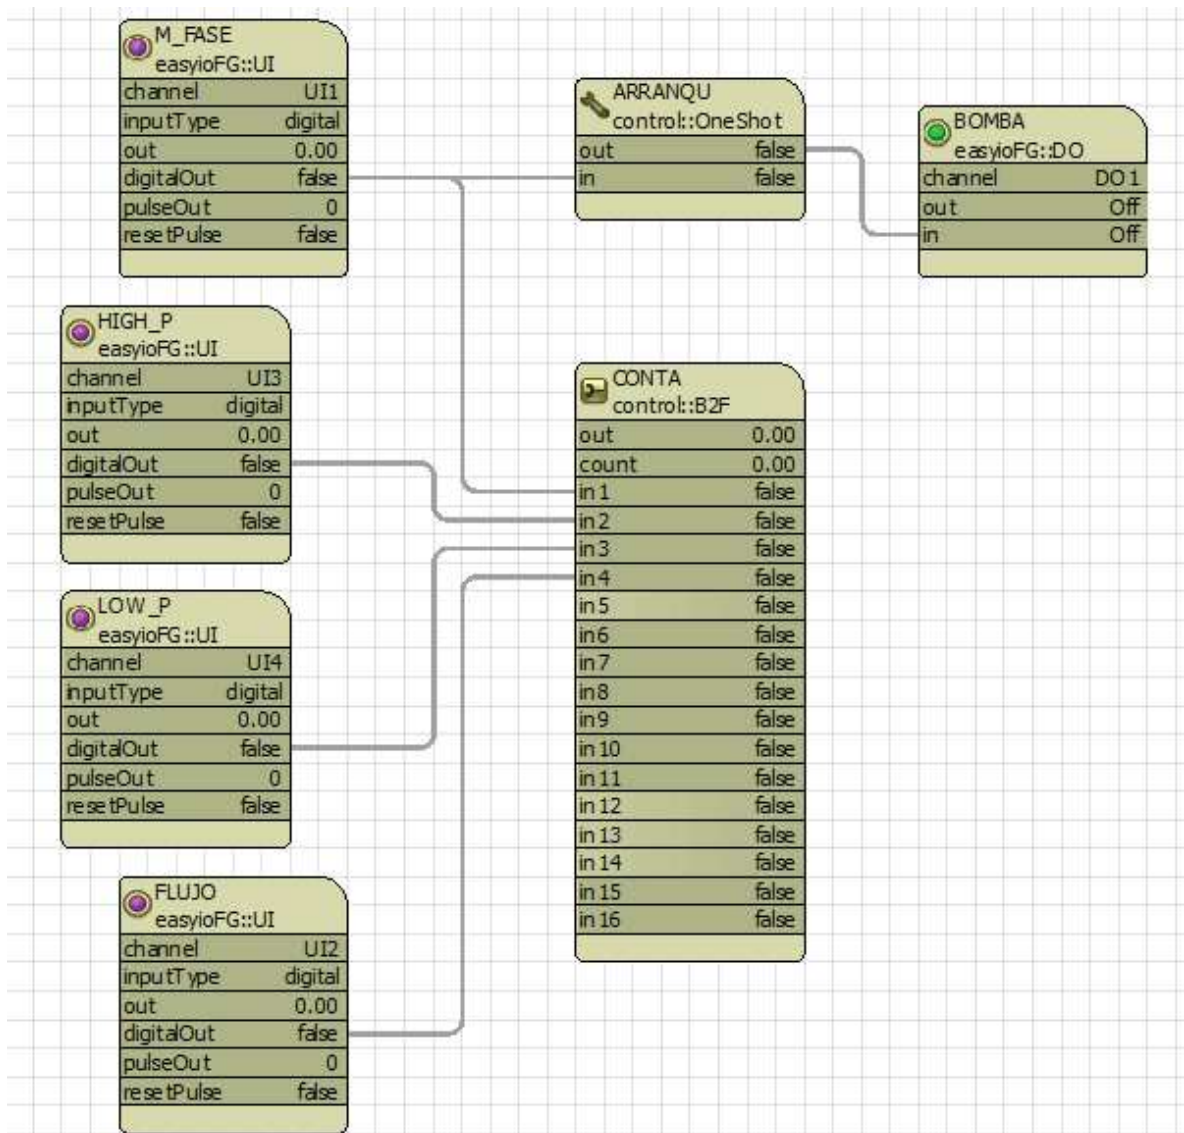 M_FASE
easyioFG::UI
channel UI1
inputType digital
out 0.00
digitalOut false
pulseOut 0
resetPulse false
ARRANQU
control::OneShot
out false
in false
BOMBA
easyioFG::DO
channel DO1
out Off
in Off
HIGH_P
easyioFG::UI
channel UI3
inputType digital
out 0.00
digitalOut false
pulseOut 0
resetPulse false
CONTA
control::B2F
out 0.00
count 0.00
in1 false
in2 false
in3 false
in4 false
in5 false
in6 false
in7 false
in8 false
in9 false
in10 false
in11 false
in12 false
in13 false
in14 false
in15 false
in16 false
LOW_P
easyioFG::UI
channel UI4
inputType digital
out 0.00
digitalOut false
pulseOut 0
resetPulse false
FLUJO
easyioFG::UI
channel UI2
inputType digital
out 0.00
digitalOut false
pulseOut 0
resetPulse false